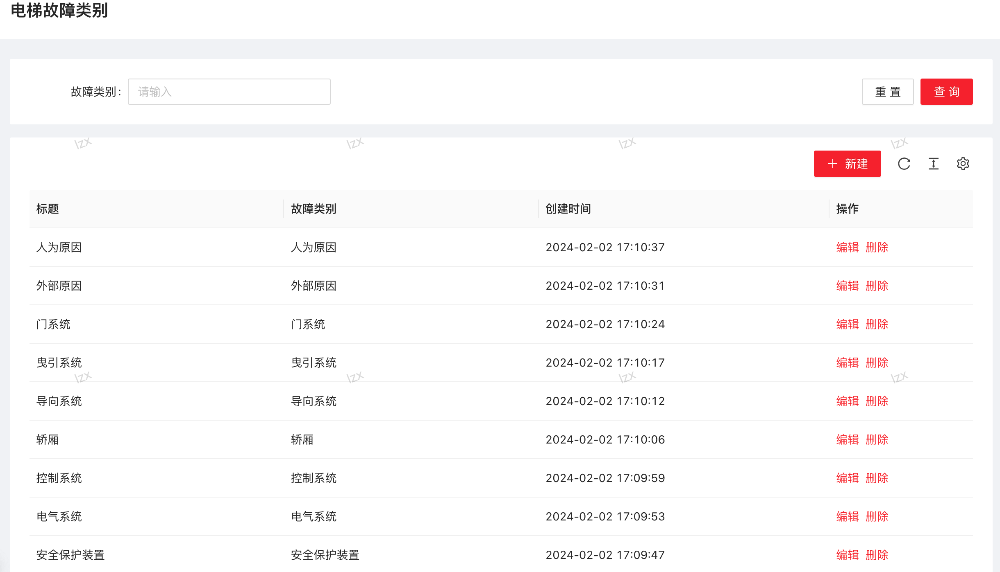 电梯故障类别
故障类别: 请输入 重置 查询
lzx lzx lzx lzx
+ 新建
标题 故障类别 创建时间 操作
人为原因 人为原因 2024-02-02 17:10:37 编辑 删除
外部原因 外部原因 2024-02-02 17:10:31 编辑 删除
门系统 门系统 2024-02-02 17:10:24 编辑 删除
曳引系统 曳引系统 2024-02-02 17:10:17 编辑 删除
lzx lzx lzx lzx
导向系统 导向系统 2024-02-02 17:10:12 编辑 删除
轿厢 轿厢 2024-02-02 17:10:06 编辑 删除
控制系统 控制系统 2024-02-02 17:09:59 编辑 删除
电气系统 电气系统 2024-02-02 17:09:53 编辑 删除
安全保护装置 安全保护装置 2024-02-02 17:09:47 编辑 删除